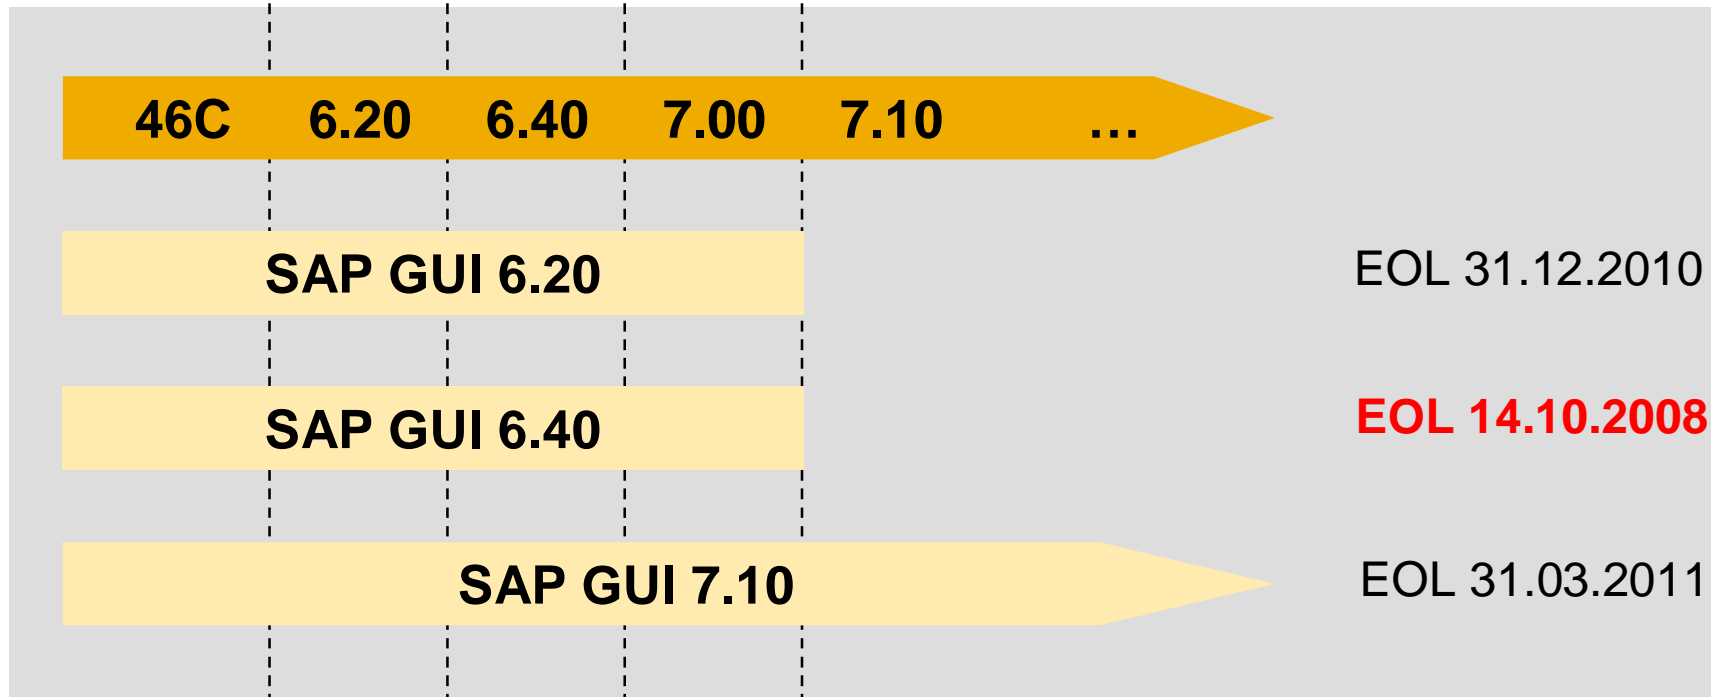 46C 6.20 6.40 7.00 7.10 ...
SAP GUI 6.20 EOL 31.12.2010
SAP GUI 6.40 EOL 14.10.2008
SAP GUI 7.10 EOL 31.03.2011